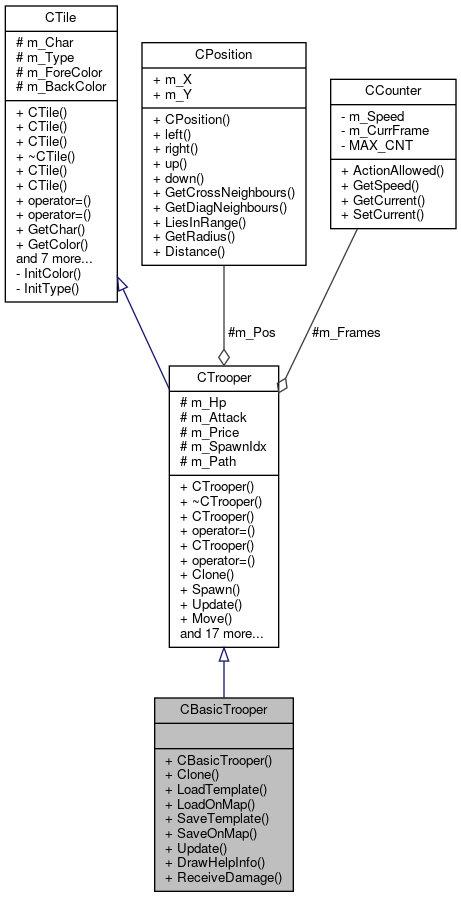 CTile
# m_Char
# m_Type
# m_ForeColor
# m_BackColor
+ CTile()
+ CTile()
+ CTile()
+ ~CTile()
+ CTile()
+ CTile()
+ operator=()
+ operator=()
+ GetChar()
+ GetColor()
and 7 more...
- InitColor()
- InitType()
CPosition
+ m_X
+ m_Y
+ CPosition()
+ left()
+ right()
+ up()
+ down()
+ GetCrossNeighbours()
+ GetDiagNeighbours()
+ LiesInRange()
+ GetRadius()
+ Distance()
CCounter
- m_Speed
- m_CurrFrame
- MAX_CNT
+ ActionAllowed()
+ GetSpeed()
+ GetCurrent()
+ SetCurrent()
#m_Pos
#m_Frames
CTrooper
# m_Hp
# m_Attack
# m_Price
# m_SpawnIdx
# m_Path
+ CTrooper()
+ ~CTrooper()
+ CTrooper()
+ operator=()
+ CTrooper()
+ operator=()
+ Clone()
+ Spawn()
+ Update()
+ Move()
and 17 more...
CBasicTrooper
+ CBasicTrooper()
+ Clone()
+ LoadTemplate()
+ LoadOnMap()
+ SaveTemplate()
+ SaveOnMap()
+ Update()
+ DrawHelpInfo()
+ ReceiveDamage()